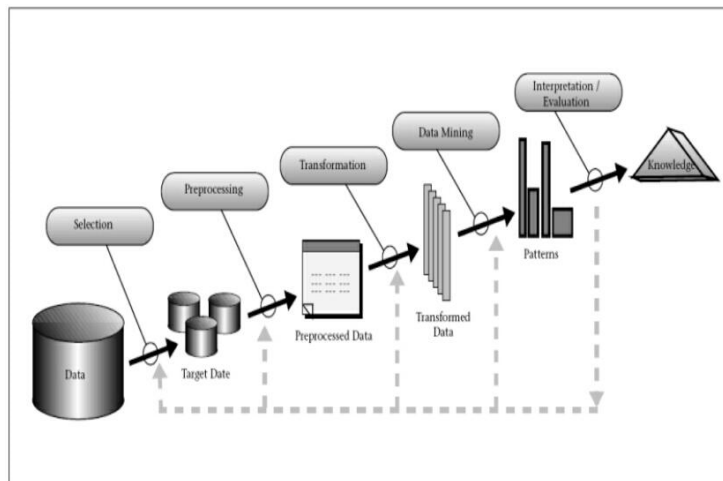 Interpretation /
Evaluation
Data Mining
Knowledge
Transformation
Preprocessing
Selection
Patterns
Transformed
Data
Preprocessed Data
Target Date
Data